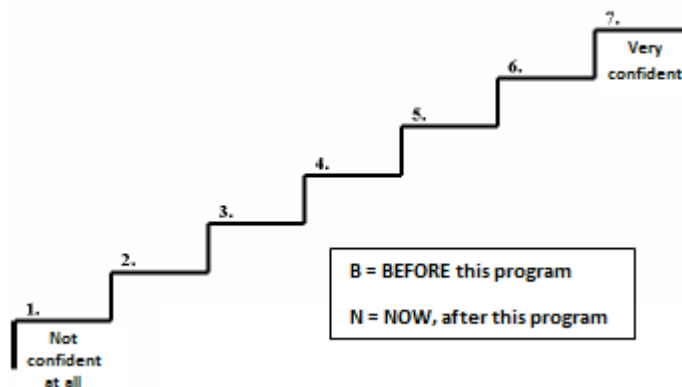 7.
Very
confident
6.
5.
4.
3.
2.
B = BEFORE this program
N = NOW, after this program
1.
Not
confident
at all